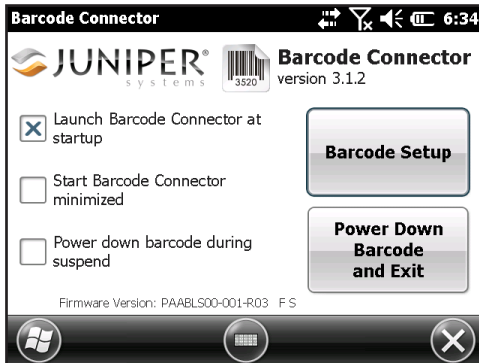 Barcode Connector 6:34
JUNIPER®
systems
3520
Barcode Connector
version 3.1.2
Launch Barcode Connector at
startup
Start Barcode Connector
minimized
Power down barcode during
suspend
Barcode Setup
Power Down
Barcode
and Exit
Firmware Version: PAABLS00-001-R03 F S